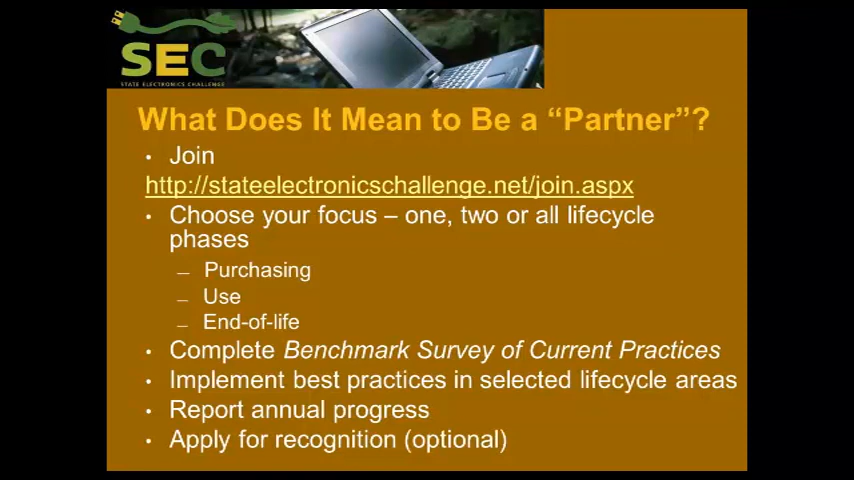 SEC
STATE ELECTRONICS CHALLENGE
What Does It Mean to Be a “Partner”?
• Join
http://stateelectronicschallenge.net/join.aspx
• Choose your focus – one, two or all lifecycle
phases
– Purchasing
– Use
– End-of-life
• Complete Benchmark Survey of Current Practices
• Implement best practices in selected lifecycle areas
• Report annual progress
• Apply for recognition (optional)